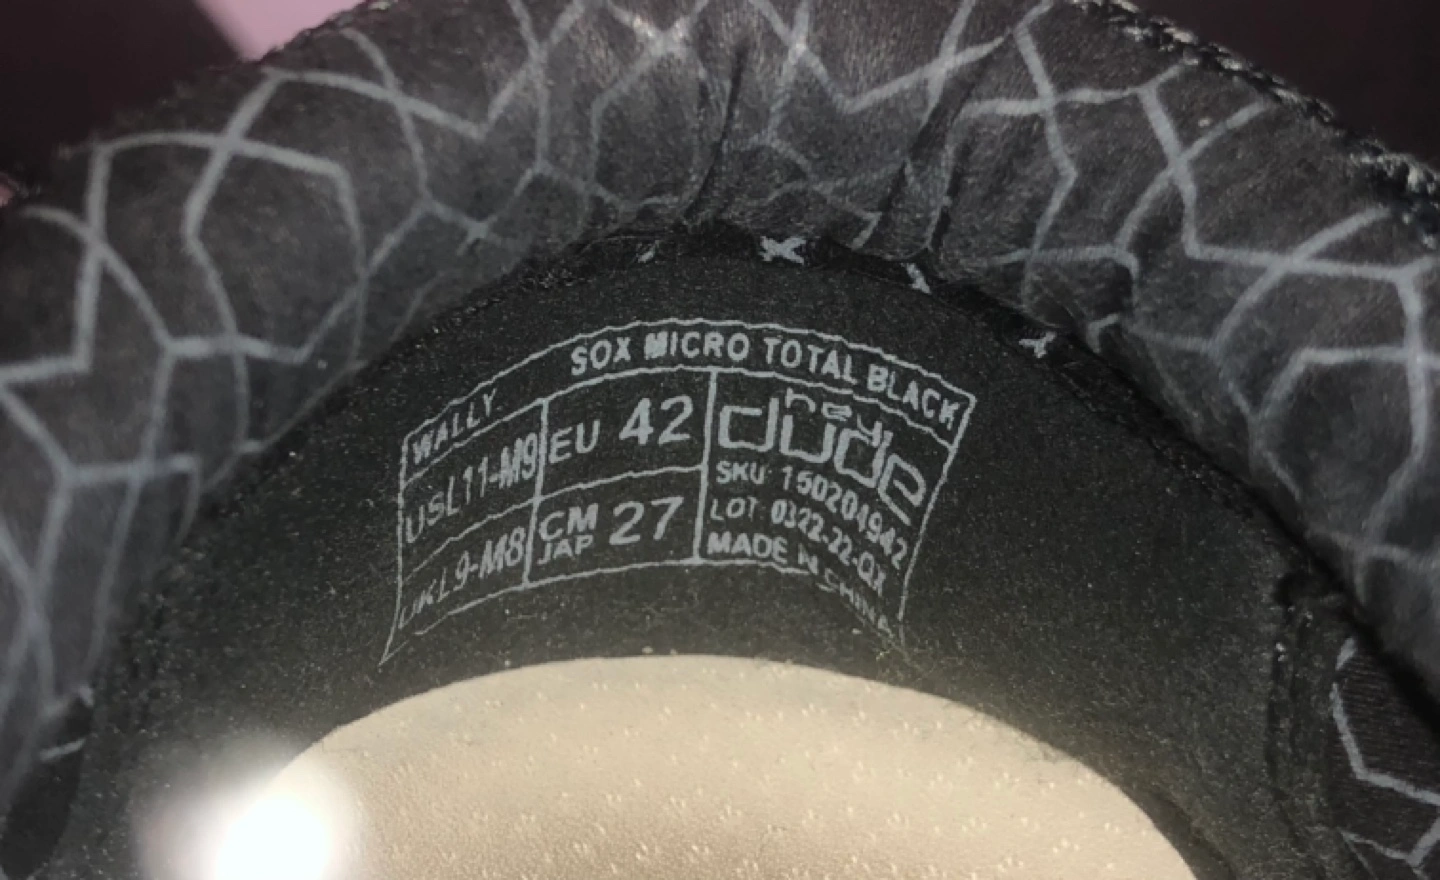 WALLY SOX MICRO TOTAL BLACK
USL11-M9 EU 42
UKL9-M8 CM JAP 27
hey dude
SKU: 150204942
LOT: 0322-22-QX
MADE IN CHINA